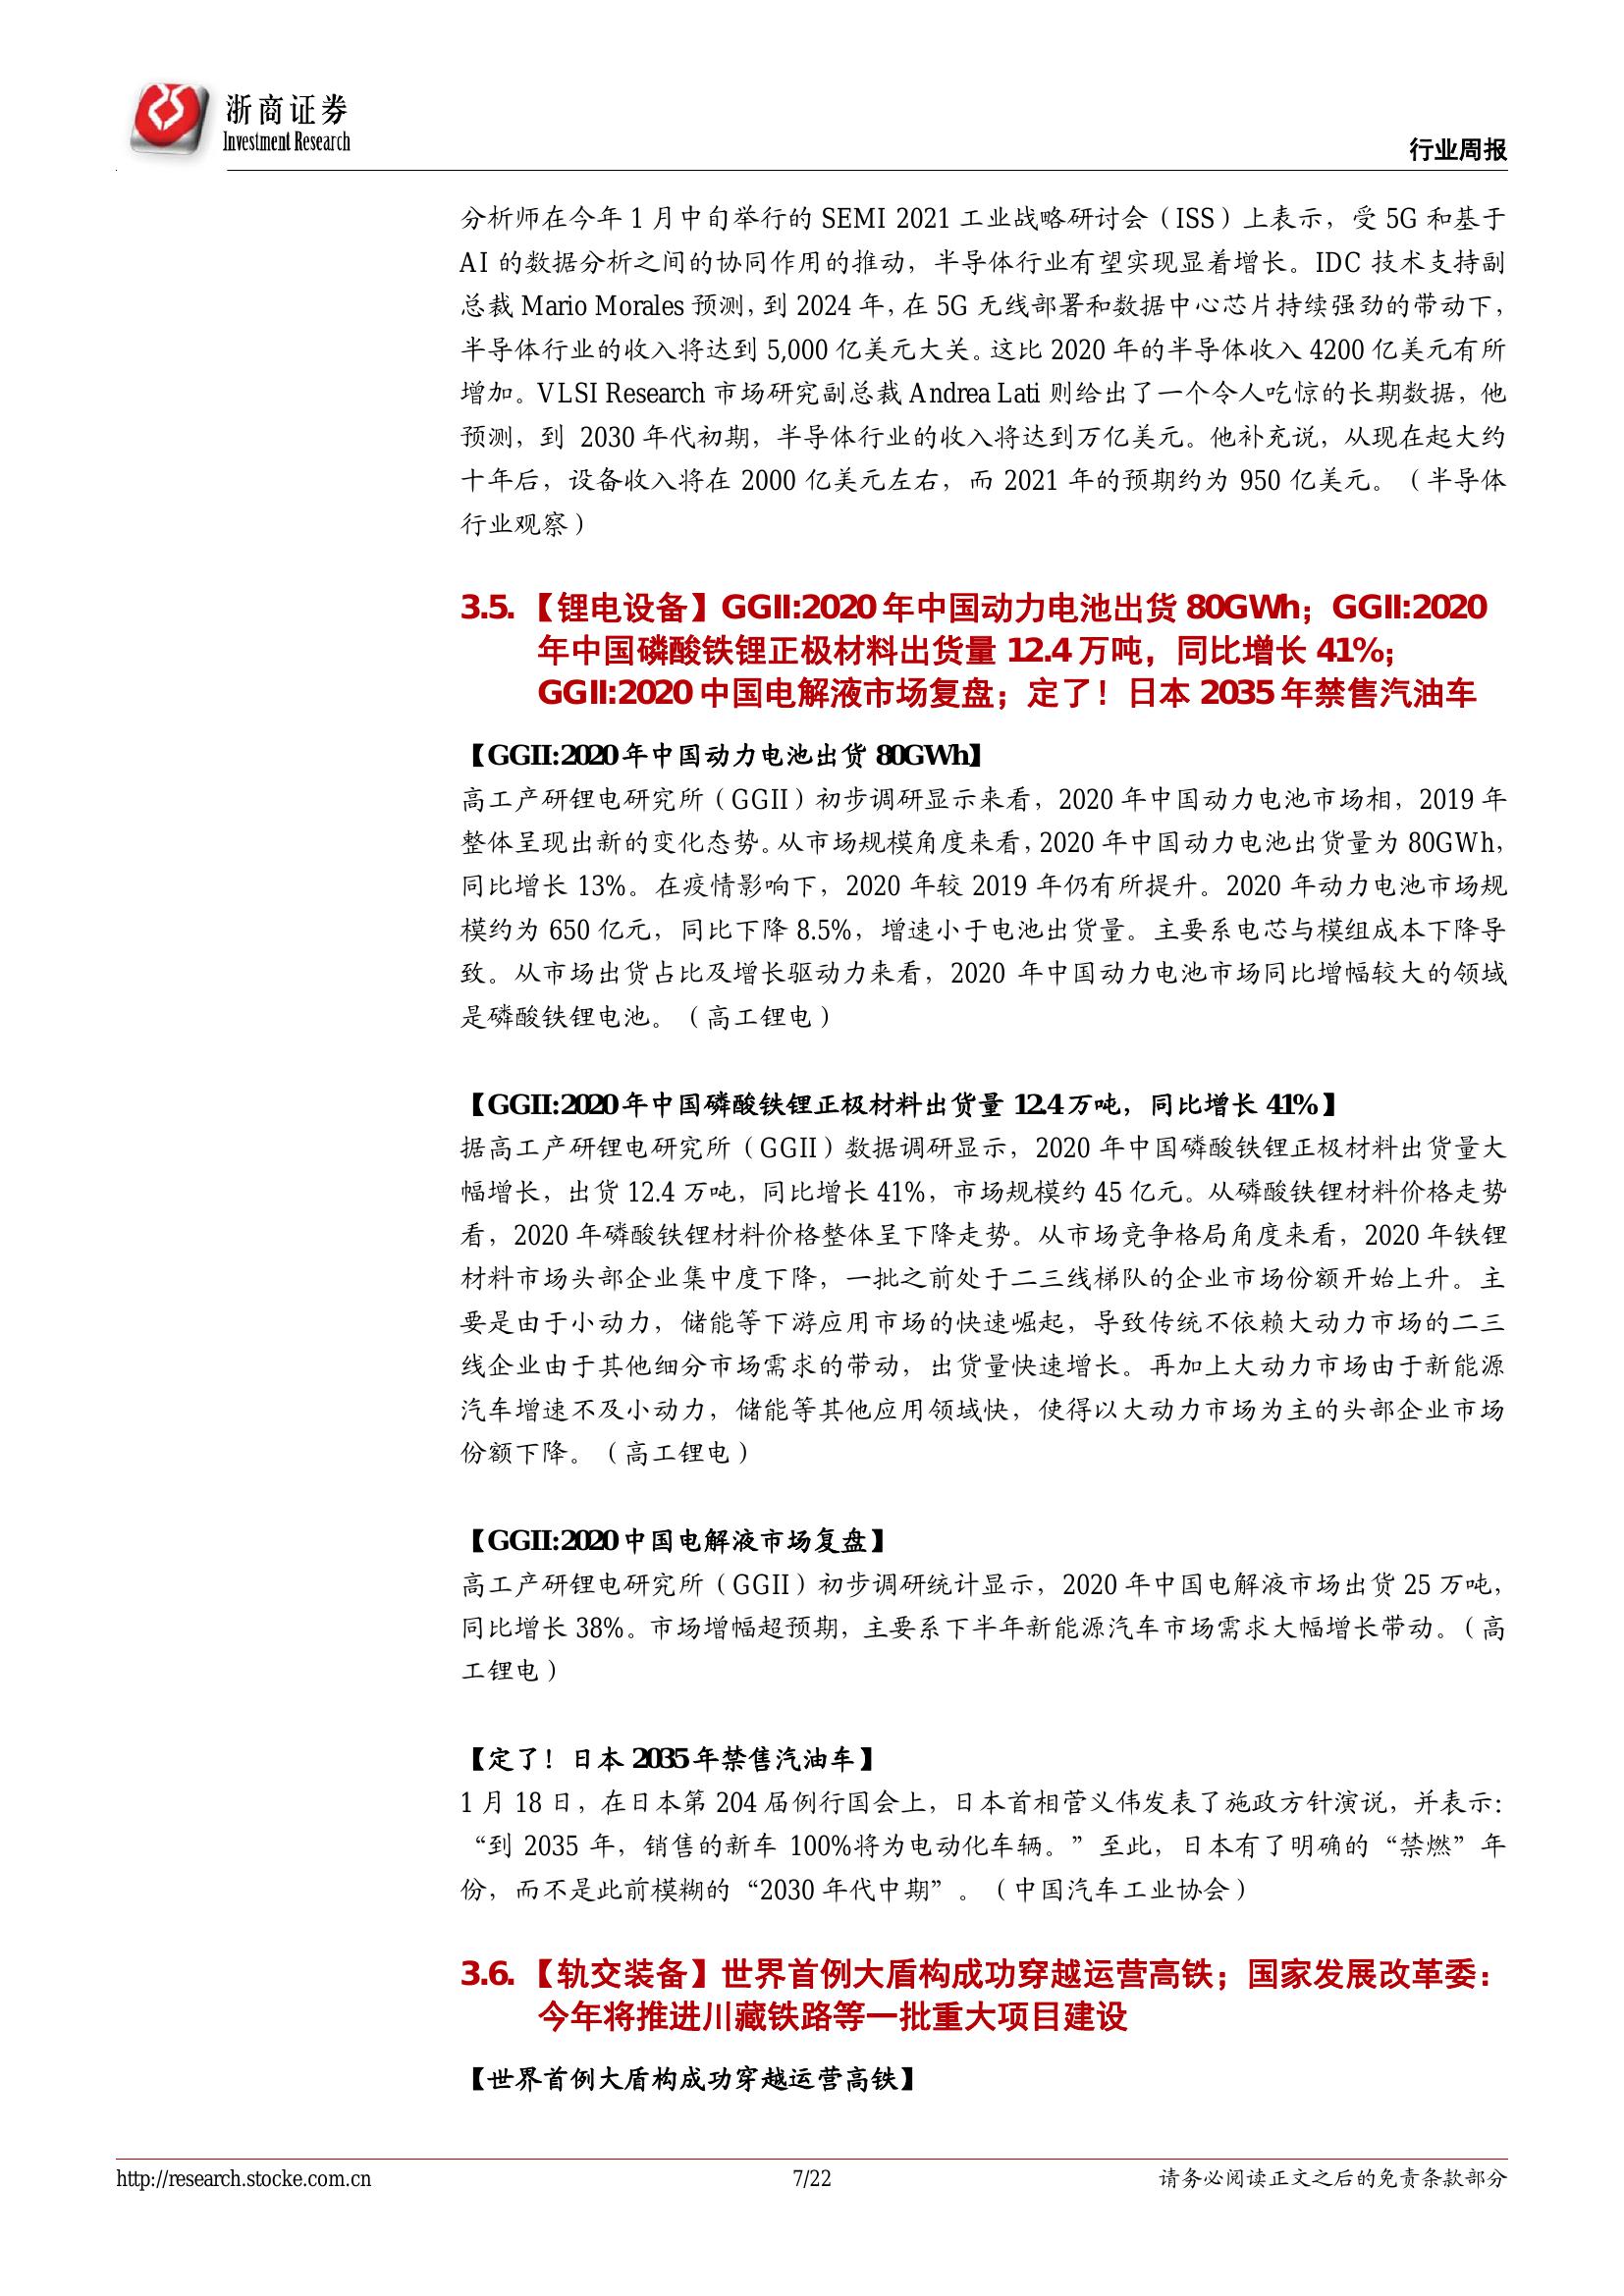 浙商证券
Investment Research
行业周报
分析师在今年 1 月中旬举行的 SEMI 2021 工业战略研讨会（ISS）上表示，受 5G 和基于
AI 的数据分析之间的协同作用的推动，半导体行业有望实现显着增长。IDC 技术支持副
总裁 Mario Morales 预测，到 2024 年，在 5G 无线部署和数据中心芯片持续强劲的带动下，
半导体行业的收入将达到 5,000 亿美元大关。这比 2020 年的半导体收入 4200 亿美元有所
增加。VLSI Research 市场研究副总裁 Andrea Lati 则给出了一个令人吃惊的长期数据，他
预测，到 2030 年代初期，半导体行业的收入将达到万亿美元。他补充说，从现在起大约
十年后，设备收入将在 2000 亿美元左右，而 2021 年的预期约为 950 亿美元。（半导体
行业观察）
3.5. 【锂电设备】GGII:2020 年中国动力电池出货 80GWh；GGII:2020
年中国磷酸铁锂正极材料出货量 12.4 万吨，同比增长 41%；
GGII:2020 中国电解液市场复盘；定了！日本 2035 年禁售汽油车
【GGII:2020 年中国动力电池出货 80GWh】
高工产研锂电研究所（GGII）初步调研显示来看，2020 年中国动力电池市场相，2019 年
整体呈现出新的变化态势。从市场规模角度来看，2020 年中国动力电池出货量为 80GWh，
同比增长 13%。在疫情影响下，2020 年较 2019 年仍有所提升。2020 年动力电池市场规
模约为 650 亿元，同比下降 8.5%，增速小于电池出货量。主要系电芯与模组成本下降导
致。从市场出货占比及增长驱动力来看，2020 年中国动力电池市场同比增幅较大的领域
是磷酸铁锂电池。（高工锂电）
【GGII:2020 年中国磷酸铁锂正极材料出货量 12.4 万吨，同比增长 41%】
据高工产研锂电研究所（GGII）数据调研显示，2020 年中国磷酸铁锂正极材料出货量大
幅增长，出货 12.4 万吨，同比增长 41%，市场规模约 45 亿元。从磷酸铁锂材料价格走势
看，2020 年磷酸铁锂材料价格整体呈下降走势。从市场竞争格局角度来看，2020 年铁锂
材料市场头部企业集中度下降，一批之前处于二三线梯队的企业市场份额开始上升。主
要是由于小动力，储能等下游应用市场的快速崛起，导致传统不依赖大动力市场的二三
线企业由于其他细分市场需求的带动，出货量快速增长。再加上大动力市场由于新能源
汽车增速不及小动力，储能等其他应用领域快，使得以大动力市场为主的头部企业市场
份额下降。（高工锂电）
【GGII:2020 中国电解液市场复盘】
高工产研锂电研究所（GGII）初步调研统计显示，2020 年中国电解液市场出货 25 万吨，
同比增长 38%。市场增幅超预期，主要系下半年新能源汽车市场需求大幅增长带动。（高
工锂电）
【定了！日本 2035 年禁售汽油车】
1 月 18 日，在日本第 204 届例行国会上，日本首相菅义伟发表了施政方针演说，并表示：
“到 2035 年，销售的新车 100%将为电动化车辆。”至此，日本有了明确的“禁燃”年
份，而不是此前模糊的“2030 年代中期”。（中国汽车工业协会）
3.6. 【轨交装备】世界首例大盾构成功穿越运营高铁；国家发展改革委：
今年将推进川藏铁路等一批重大项目建设
【世界首例大盾构成功穿越运营高铁】
http://research.stocke.com.cn
7/22
请务必阅读正文之后的免责条款部分